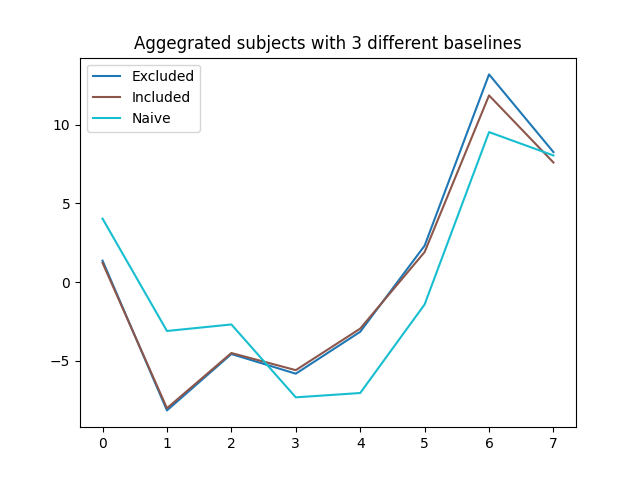 Aggegrated subjects with 3 different baselines
Excluded
Included
Naive
10
5
0
−5
0 1 2 3 4 5 6 7